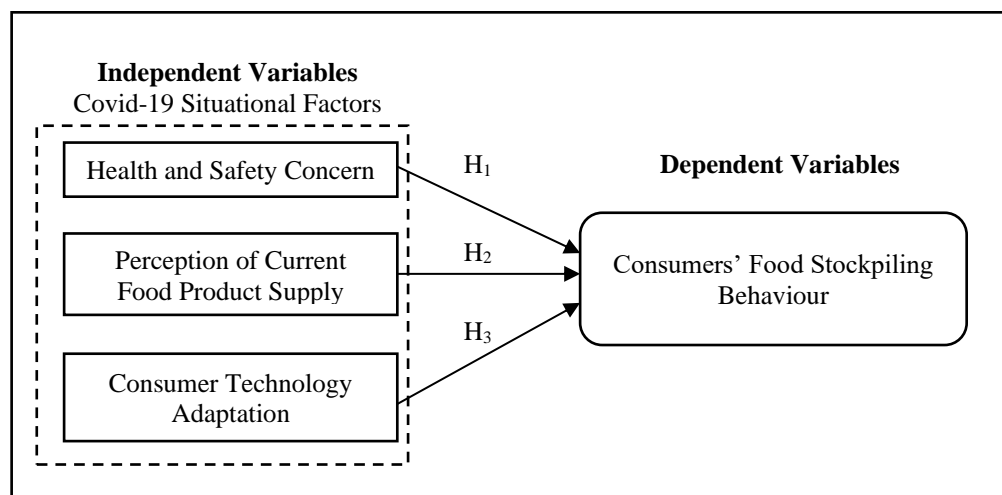 Independent Variables
Covid-19 Situational Factors
Health and Safety Concern
Perception of Current
Food Product Supply
Consumer Technology
Adaptation
H₁
H₂
H₃
Dependent Variables
Consumers’ Food Stockpiling
Behaviour